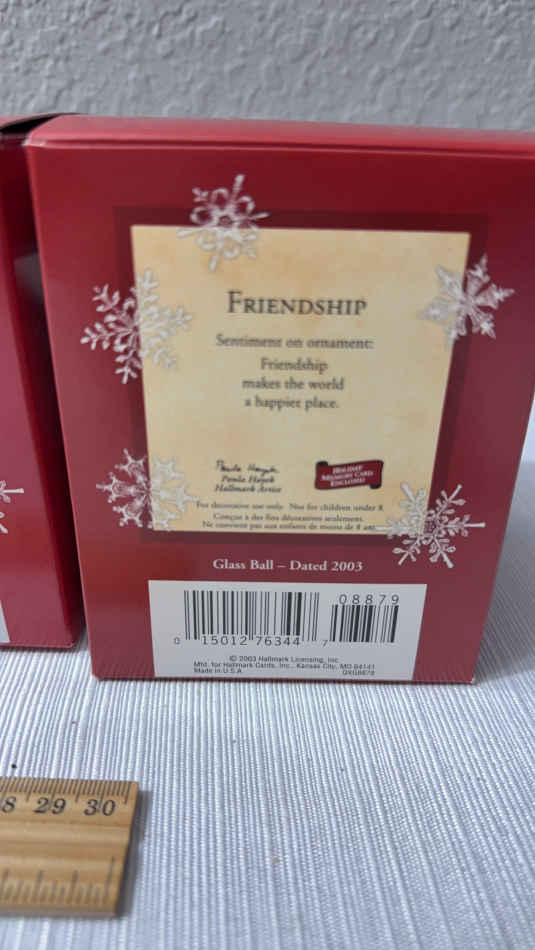 FRIENDSHIP
Sentiment on ornament:
Friendship
makes the world
a happier place.
Paula Hayek
Paula Hayek
Hallmark Artist
HOLIDAY
MEMORY CARD
ENCLOSED
For decorative use only. Not for children under 8.
Conçue à des fins décoratives seulement.
Ne convient pas aux enfants de moins de 8 ans.
Glass Ball – Dated 2003
08879
0 15012 76344 7
© 2003 Hallmark Licensing, Inc.
Mfd. for Hallmark Cards, Inc., Kansas City, MO 64141
Made in U.S.A.
8 29 30